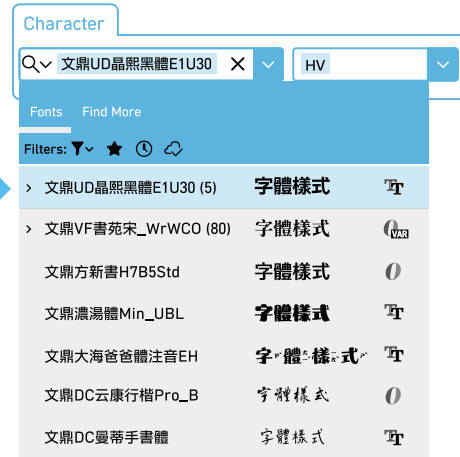 Character
文鼎UD晶熙黑體E1U30
HV
Fonts Find More
Filters:
文鼎UD晶熙黑體E1U30 (5) 字體樣式
文鼎VF書苑宋_WrWCO (80) 字體樣式 VAR
文鼎方新書H7B5Std 字體樣式
文鼎濃湯體Min_UBL 字體樣式
文鼎大海爸爸體注音EH 字體樣式
文鼎DC云康行楷Pro_B 字體樣式
文鼎DC曼蒂手書體 字體樣式